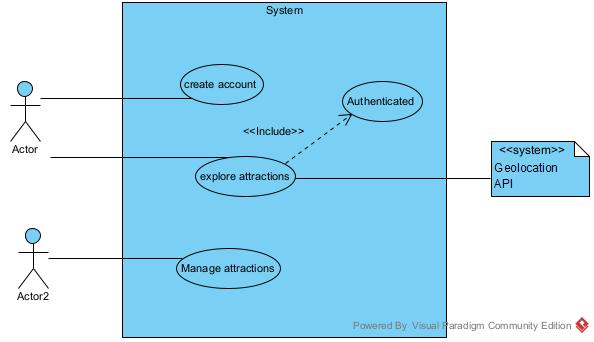 System
create account
Authenticated
<<Include>>
Actor
<<system>>
Geolocation
API
explore attractions
Manage attractions
Actor2
Powered By Visual Paradigm Community Edition